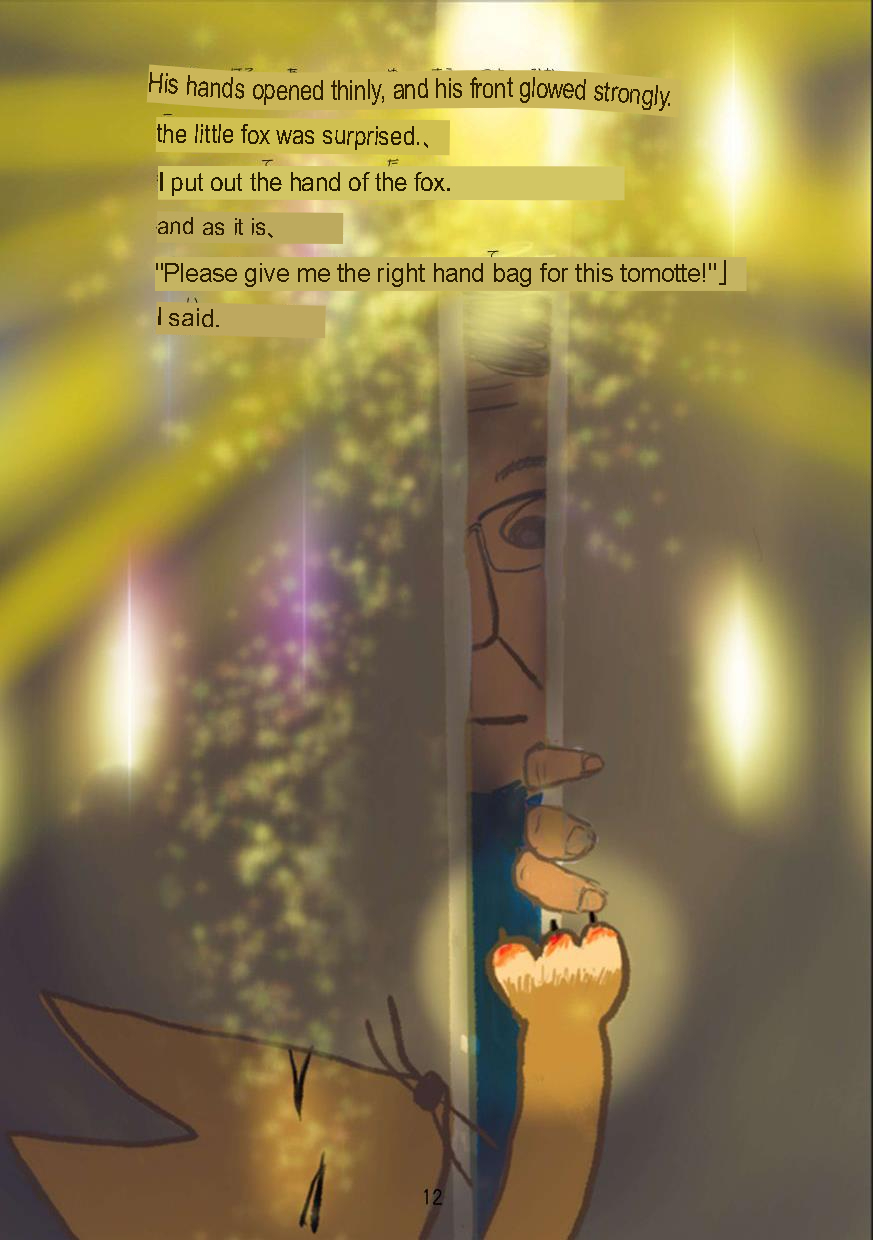 His hands opened thinly, and his front glowed strongly.
the little fox was surprised.、
I put out the hand of the fox.
and as it is、
"Please give me the right hand bag for this tomotte!"」
I said.
12